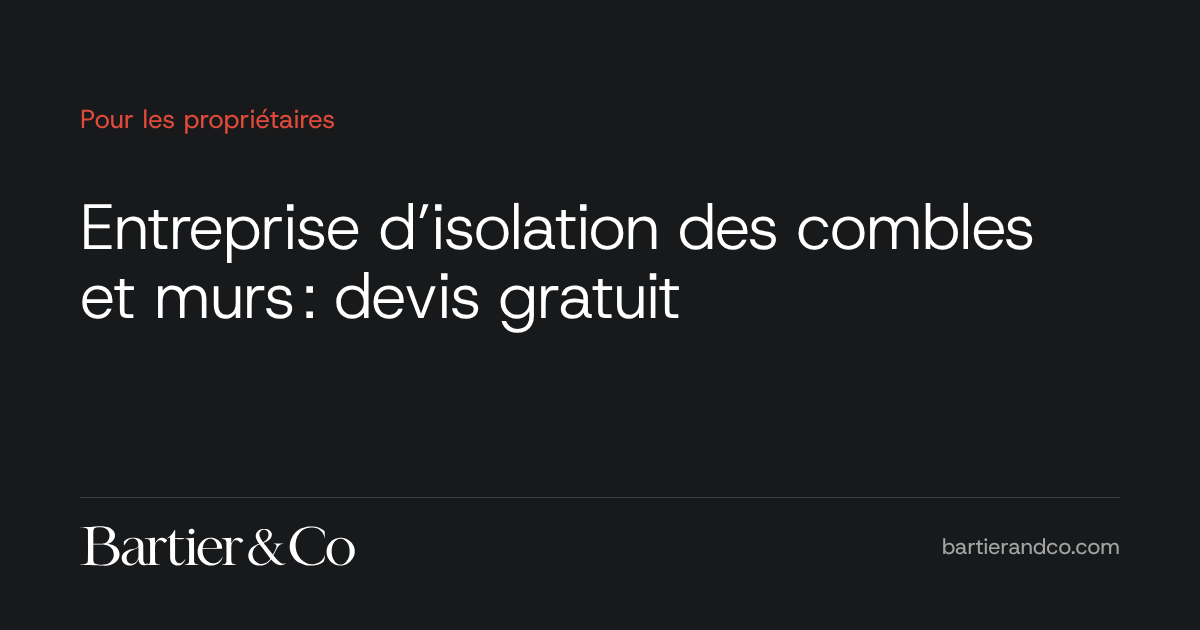 Pour les propriétaires
Entreprise d’isolation des combles
et murs : devis gratuit
Bartier & Co
bartierandco.com